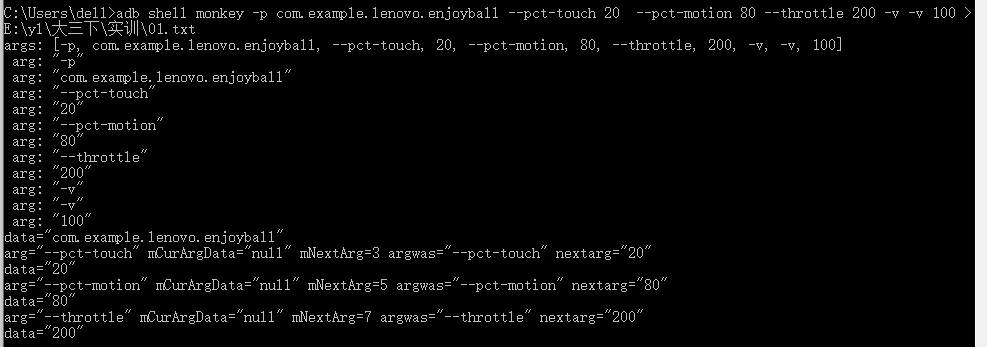 C:\Users\dell>adb shell monkey -p com.example.lenovo.enjoyball --pct-touch 20  --pct-motion 80 --throttle 200 -v -v 100 >
E:\yl\大三下\实训\01.txt
args: [-p, com.example.lenovo.enjoyball, --pct-touch, 20, --pct-motion, 80, --throttle, 200, -v, -v, 100]
 arg: "-p"
 arg: "com.example.lenovo.enjoyball"
 arg: "--pct-touch"
 arg: "20"
 arg: "--pct-motion"
 arg: "80"
 arg: "--throttle"
 arg: "200"
 arg: "-v"
 arg: "-v"
 arg: "100"
data="com.example.lenovo.enjoyball"
arg="--pct-touch" mCurArgData="null" mNextArg=3 argwas="--pct-touch" nextarg="20"
data="20"
arg="--pct-motion" mCurArgData="null" mNextArg=5 argwas="--pct-motion" nextarg="80"
data="80"
arg="--throttle" mCurArgData="null" mNextArg=7 argwas="--throttle" nextarg="200"
data="200"